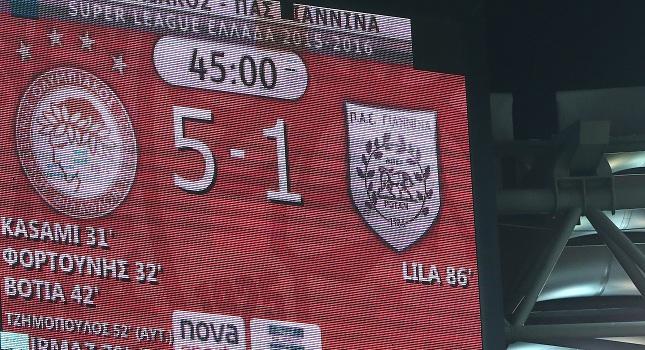 ΠΑΣ ΙΑΝΝΙΝΑ
SUPER LEAGUE ΕΛΛΑΔΑ 2015-2016
45:00
5-1
Π.Α.Σ. ΓΙΑΝΝΙΝΑ
KASAMI 31'
ΦΟΡΤΟΥΝΗΣ 32'
ΒΟΤΙΑ 42'
LILA 86'
ΤΖΗΜΟΠΟΥΛΟΣ 52' (ΑΥΤ.)
nova